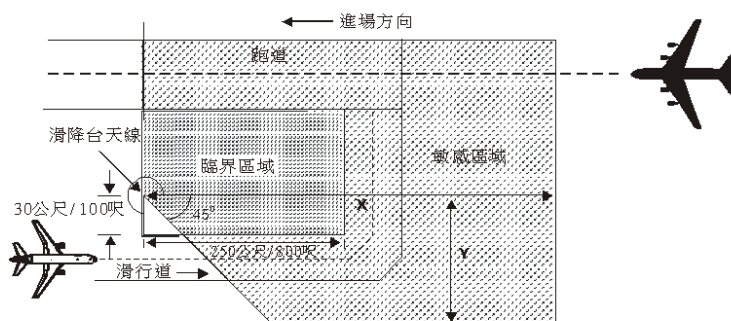 進場方向
跑道
滑降台天線
臨界區域
敏感區域
30公尺/100呎
45°
X
250公尺/800呎
Y
滑行道